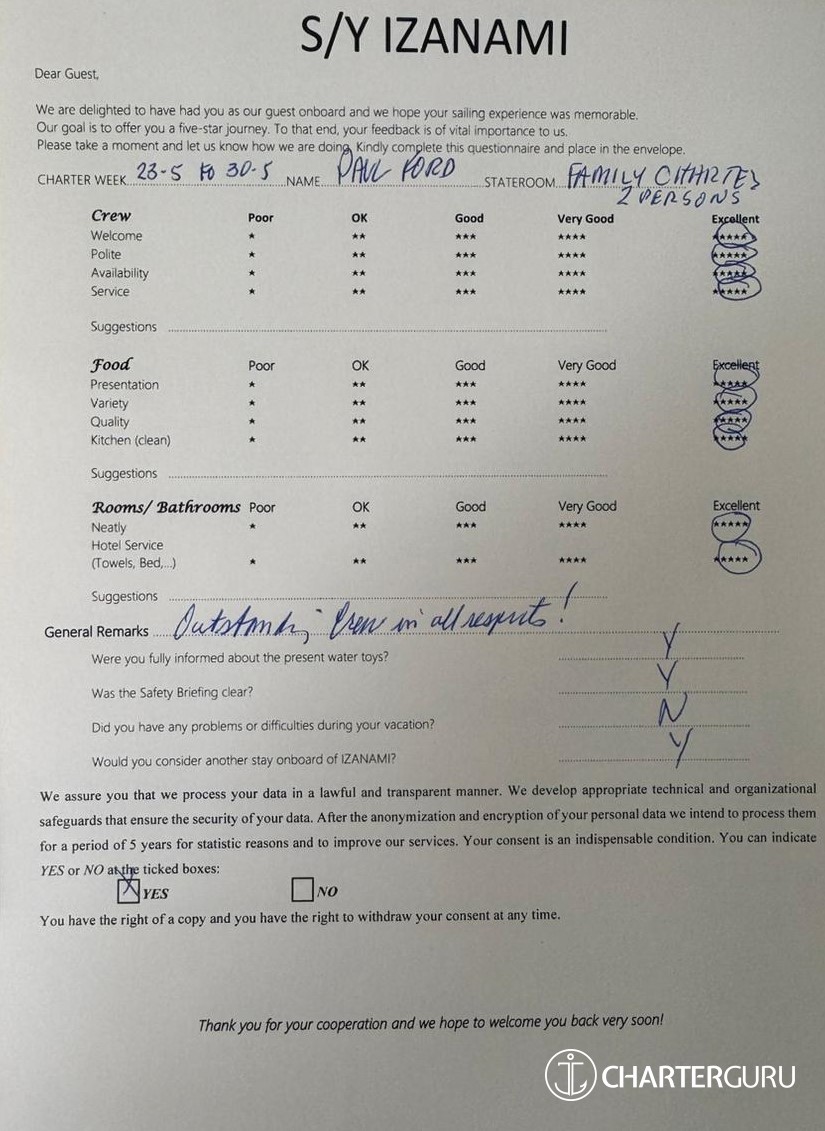 S/Y IZANAMI
Dear Guest,
We are delighted to have had you as our guest onboard and we hope your sailing experience was memorable.
Our goal is to offer you a five-star journey. To that end, your feedback is of vital importance to us.
Please take a moment and let us know how we are doing. Kindly complete this questionnaire and place in the envelope.
CHARTER WEEK 23-5 to 30-5 NAME PAUL FORD STATEROOM FAMILY CHARTER
2 PERSONS
Crew Poor OK Good Very Good Excellent
Welcome ★ ★★ ★★★ ★★★★ ★★★★★
Polite ★ ★★ ★★★ ★★★★ ★★★★★
Availability ★ ★★ ★★★ ★★★★ ★★★★★
Service ★ ★★ ★★★ ★★★★ ★★★★★
Suggestions
Food Poor OK Good Very Good Excellent
Presentation ★ ★★ ★★★ ★★★★ ★★★★★
Variety ★ ★★ ★★★ ★★★★ ★★★★★
Quality ★ ★★ ★★★ ★★★★ ★★★★★
Kitchen (clean) ★ ★★ ★★★ ★★★★ ★★★★★
Suggestions
Rooms/ Bathrooms Poor OK Good Very Good Excellent
Neatly ★ ★★ ★★★ ★★★★ ★★★★★
Hotel Service
(Towels, Bed,...) ★ ★★ ★★★ ★★★★ ★★★★★
Suggestions
General Remarks Outstanding Crew in all respects!
Were you fully informed about the present water toys? Y
Was the Safety Briefing clear? Y
Did you have any problems or difficulties during your vacation? N
Would you consider another stay onboard of IZANAMI? Y
We assure you that we process your data in a lawful and transparent manner. We develop appropriate technical and organizational
safeguards that ensure the security of your data. After the anonymization and encryption of your personal data we intend to process them
for a period of 5 years for statistic reasons and to improve our services. Your consent is an indispensable condition. You can indicate
YES or NO at the ticked boxes:
X YES NO
You have the right of a copy and you have the right to withdraw your consent at any time.
Thank you for your cooperation and we hope to welcome you back very soon!
CHARTERGURU